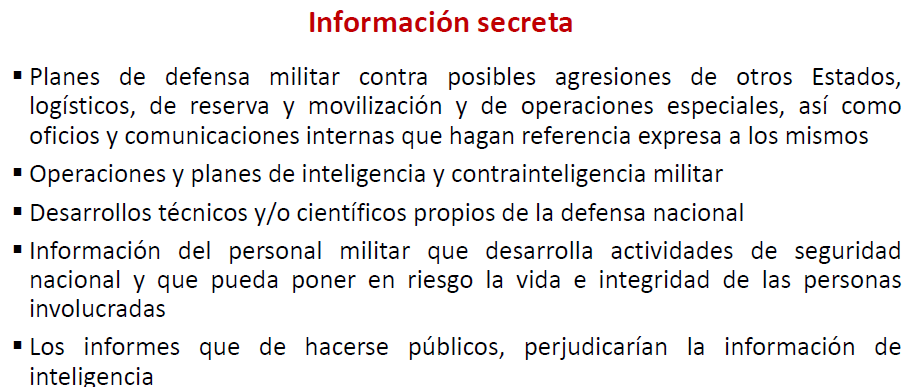 Información secreta
▪ Planes de defensa militar contra posibles agresiones de otros Estados,
logísticos, de reserva y movilización y de operaciones especiales, así como
oficios y comunicaciones internas que hagan referencia expresa a los mismos
▪ Operaciones y planes de inteligencia y contrainteligencia militar
▪ Desarrollos técnicos y/o científicos propios de la defensa nacional
▪ Información del personal militar que desarrolla actividades de seguridad
nacional y que pueda poner en riesgo la vida e integridad de las personas
involucradas
▪ Los informes que de hacerse públicos, perjudicarían la información de
inteligencia